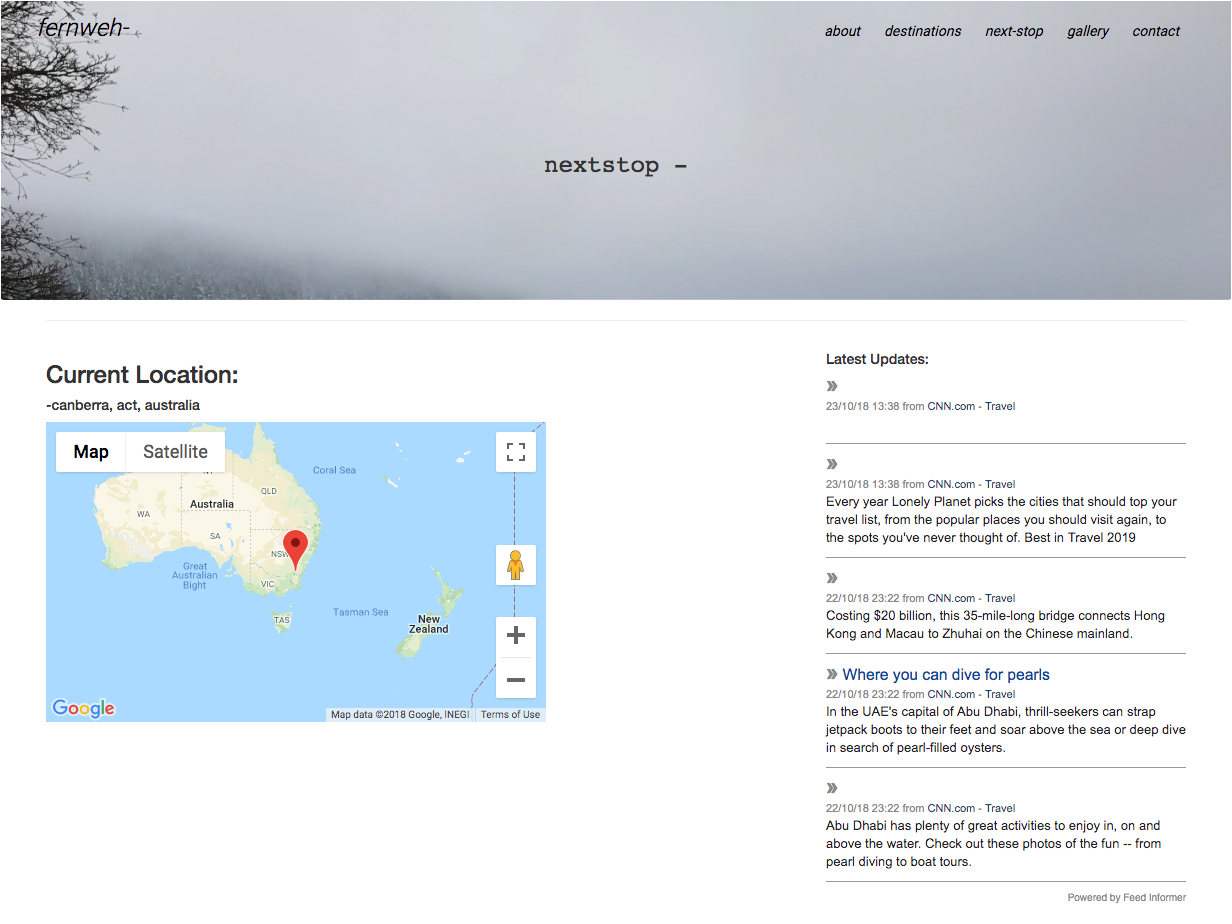 fernweh-
about destinations next-stop gallery contact
nextstop -
Current Location:
-canberra, act, australia
Map Satellite
Coral Sea
QLD
Australia
WA
SA
NSW
Great
Australian
Bight
VIC
Tasman Sea
TAS
New
Zealand
Google
Map data ©2018 Google, INEGI Terms of Use
Latest Updates:
»
23/10/18 13:38 from CNN.com - Travel
»
23/10/18 13:38 from CNN.com - Travel
Every year Lonely Planet picks the cities that should top your
travel list, from the popular places you should visit again, to
the spots you've never thought of. Best in Travel 2019
»
22/10/18 23:22 from CNN.com - Travel
Costing $20 billion, this 35-mile-long bridge connects Hong
Kong and Macau to Zhuhai on the Chinese mainland.
» Where you can dive for pearls
22/10/18 23:22 from CNN.com - Travel
In the UAE's capital of Abu Dhabi, thrill-seekers can strap
jetpack boots to their feet and soar above the sea or deep dive
in search of pearl-filled oysters.
»
22/10/18 23:22 from CNN.com - Travel
Abu Dhabi has plenty of great activities to enjoy in, on and
above the water. Check out these photos of the fun -- from
pearl diving to boat tours.
Powered by Feed Informer